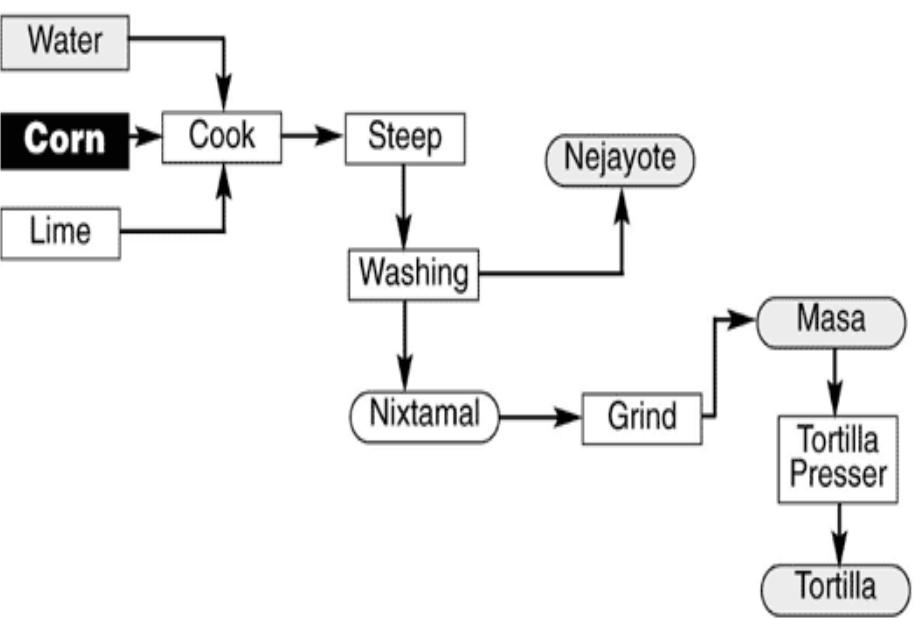 Water
Corn
Cook
Lime
Steep
Nejayote
Washing
Nixtamal
Grind
Masa
Tortilla
Presser
Tortilla